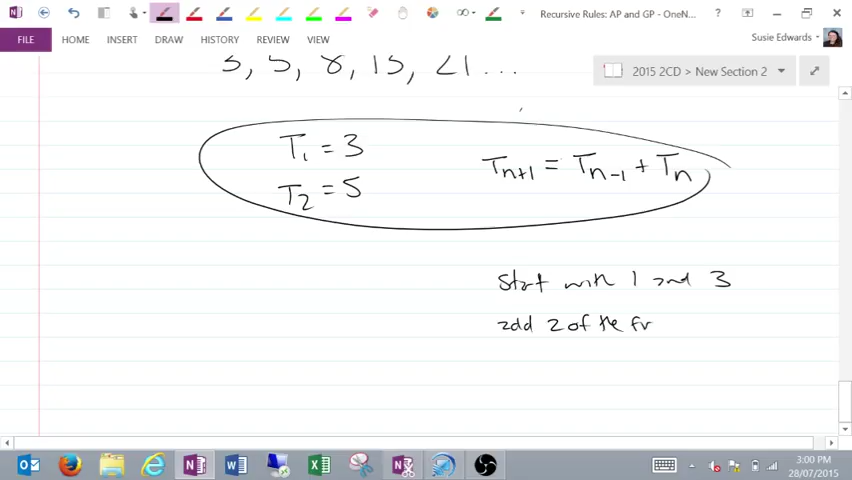 Recursive Rules: AP and GP - OneN...
Susie Edwards
FILE HOME INSERT DRAW HISTORY REVIEW VIEW
2015 2CD > New Section 2
3, 5, 8, 13, 21 ...
T1 = 3
T2 = 5
Tn+1 = Tn-1 + Tn
Start with 1 and 3
add 2 of the fir
3:00 PM
28/07/2015